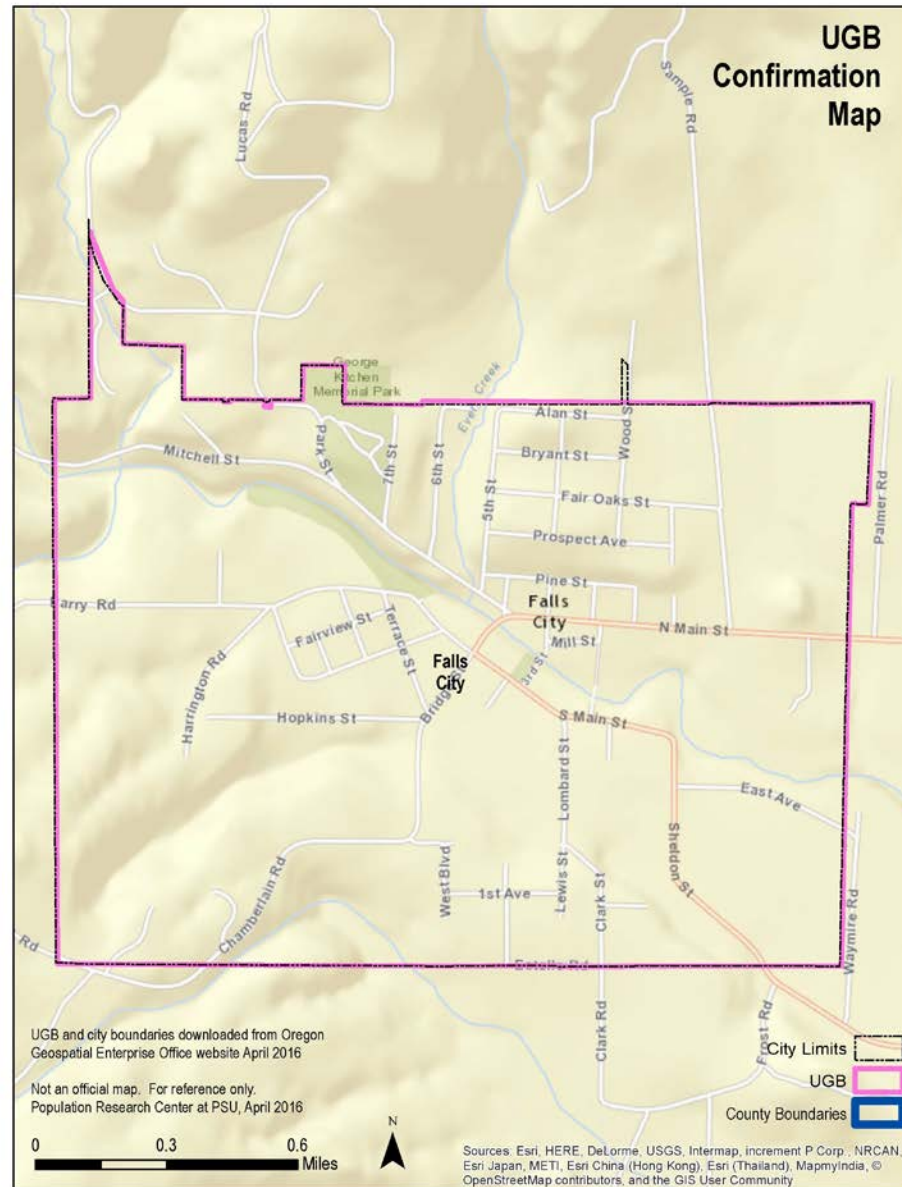 UGB
Confirmation
Map
Lucas Rd
Sample Rd
George
Kitchen
Memorial Park
Alan St
Wood St
Bryant St
Mitchell St
Park St
7th St
6th St
5th St
Fair Oaks St
Palmer Rd
Prospect Ave
Pine St
Falls
City
N Main St
Mill St
3rd St
Fairview St
Terrace St
Falls
City
Harrington Rd
Bridge St
Hopkins St
S Main St
Lombard St
East Ave
Sheldon St
Chamberlain Rd
West Blvd
1st Ave
Lewis St
Clark St
Waymire Rd
Rd
Clark Rd
Frost Rd
UGB and city boundaries downloaded from Oregon
Geospatial Enterprise Office website April 2016
Not an official map. For reference only.
Population Research Center at PSU, April 2016
City Limits
UGB
County Boundaries
0 0.3 0.6
Miles
N
Sources: Esri, HERE, DeLorme, USGS, Intermap, increment P Corp., NRCAN,
Esri Japan, METI, Esri China (Hong Kong), Esri (Thailand), MapmyIndia, ©
OpenStreetMap contributors, and the GIS User Community